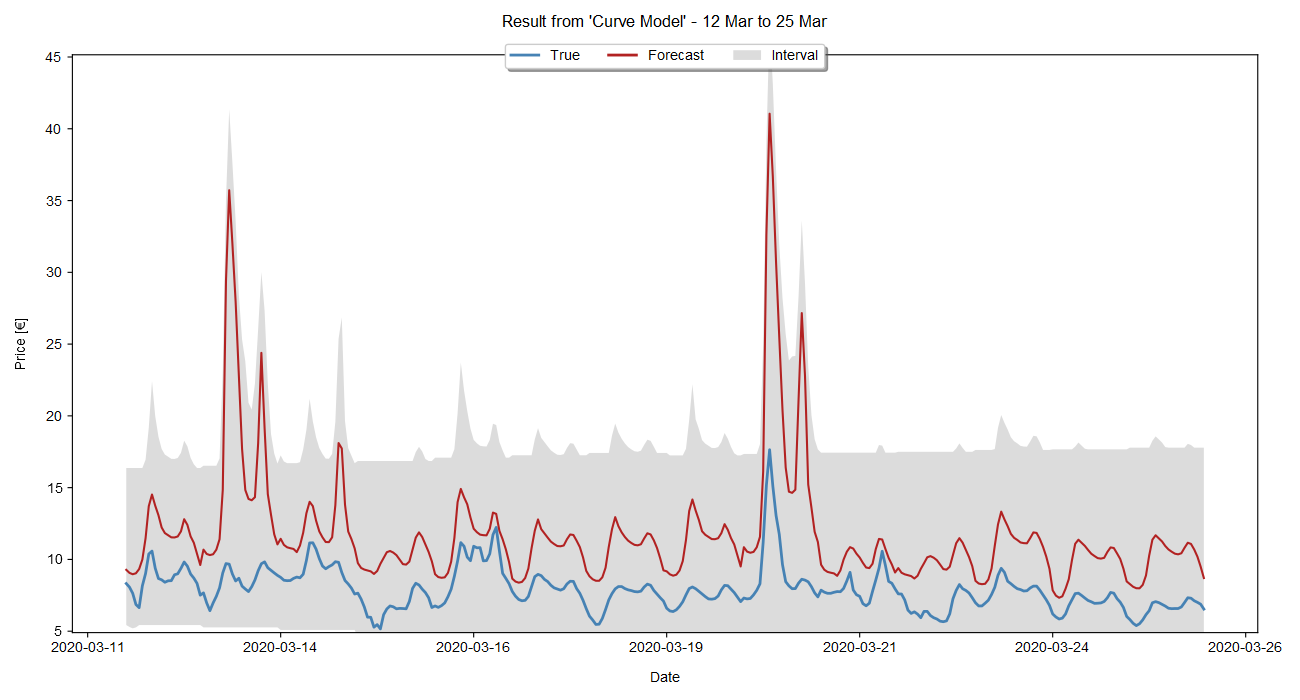 Result from 'Curve Model' - 12 Mar to 25 Mar
True Forecast Interval
45
40
35
30
25
20
15
10
5
Price [€]
2020-03-11 2020-03-14 2020-03-16 2020-03-19 2020-03-21 2020-03-24 2020-03-26
Date